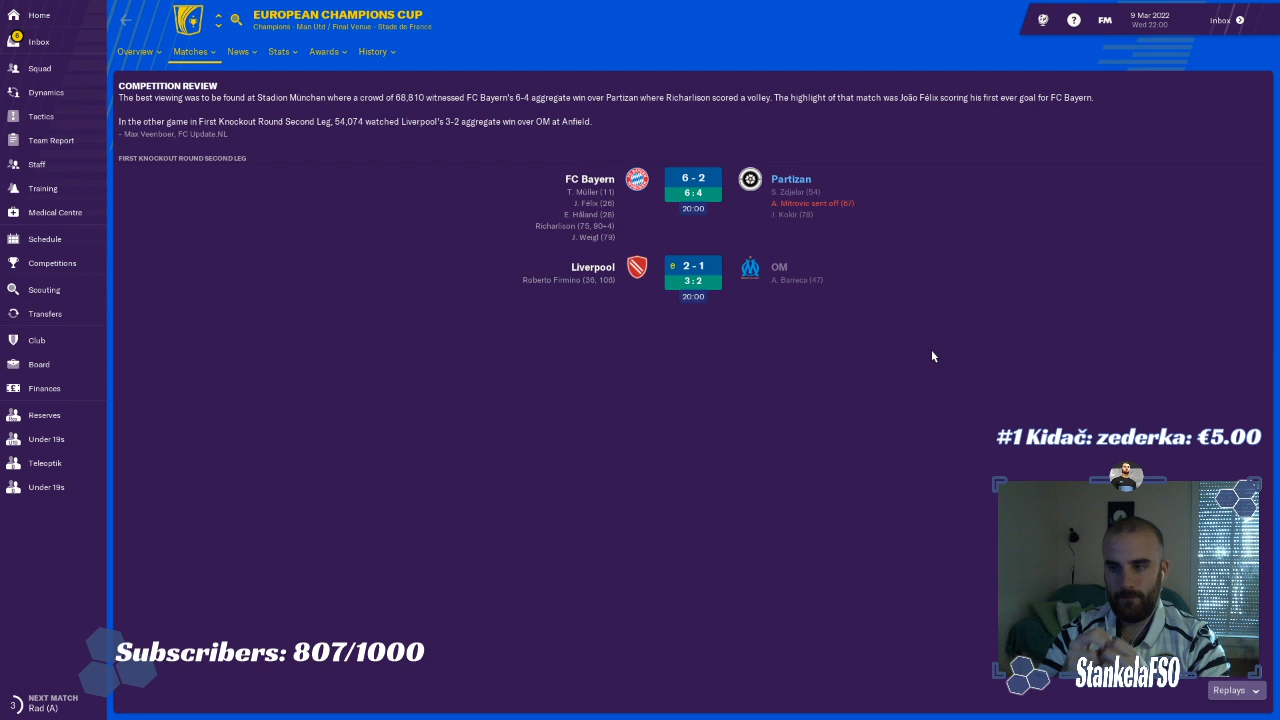 Home
6
Inbox
Squad
Dynamics
Tactics
Team Report
Staff
Training
Medical Centre
Schedule
Competitions
Scouting
Transfers
Club
Board
Finances
Reserves
Under 19s
Teleoptik
Under 19s
3
NEXT MATCH
Rad (A)
EUROPEAN CHAMPIONS CUP
Champions - Man Utd / Final Venue - Stade de France
FM
9 Mar 2022
Wed 22:00
Inbox
Overview
Matches
News
Stats
Awards
History
COMPETITION REVIEW
The best viewing was to be found at Stadion München where a crowd of 68,810 witnessed FC Bayern's 6-4 aggregate win over Partizan where Richarlison scored a volley. The highlight of that match was João Félix scoring his first ever goal for FC Bayern.
In the other game in First Knockout Round Second Leg, 54,074 watched Liverpool's 3-2 aggregate win over OM at Anfield.
- Max Veenboer, FC Update.NL
FIRST KNOCKOUT ROUND SECOND LEG
FC Bayern 6 - 2 Partizan
T. Müller (11) 6 : 4 S. Zdjelar (54)
J. Félix (26) 20:00 A. Mitrovic sent off (67)
E. Håland (28) J. Kokir (78)
Richarlison (75, 90+4)
J. Weigl (79)
Liverpool e 2 - 1 OM
Roberto Firmino (38, 106) 3 : 2 A. Barreca (47)
20:00
#1 Kidač: zederka: €5.00
Subscribers: 807/1000
StankelaFSO
Replays